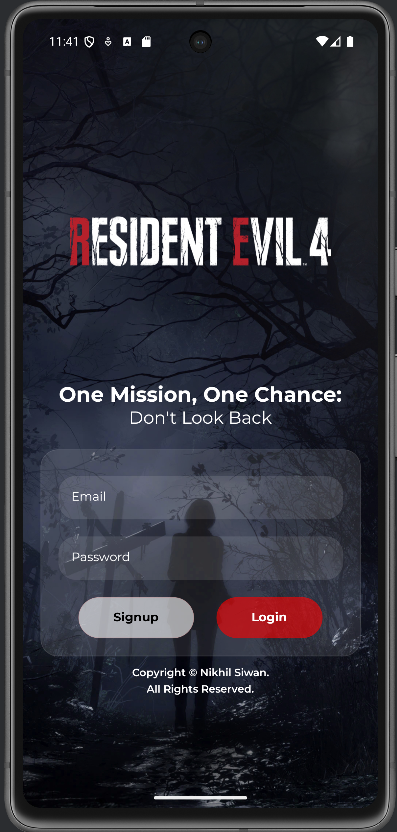 11:41
RESIDENT EVIL 4
One Mission, One Chance:
Don't Look Back
Email
Password
Signup
Login
Copyright © Nikhil Siwan.
All Rights Reserved.